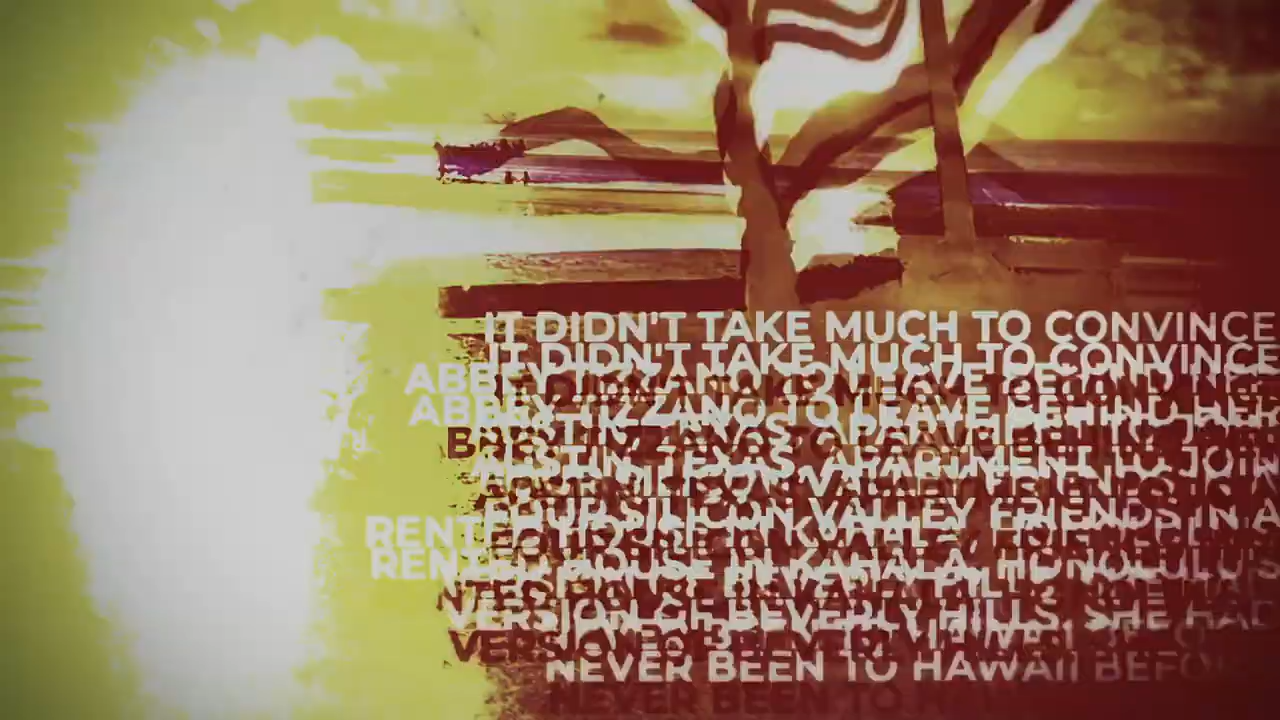 IT DIDN'T TAKE MUCH TO CONVINCE
ABBEY TIZZANO TO LEAVE BEHIND HER
AUSTIN, TEXAS, APARTMENT TO JOIN
FOUR SILICON VALLEY FRIENDS IN A
RENTED HOUSE IN KAHALA, HONOLULU'S
VERSION OF BEVERLY HILLS. SHE HAD
NEVER BEEN TO HAWAII